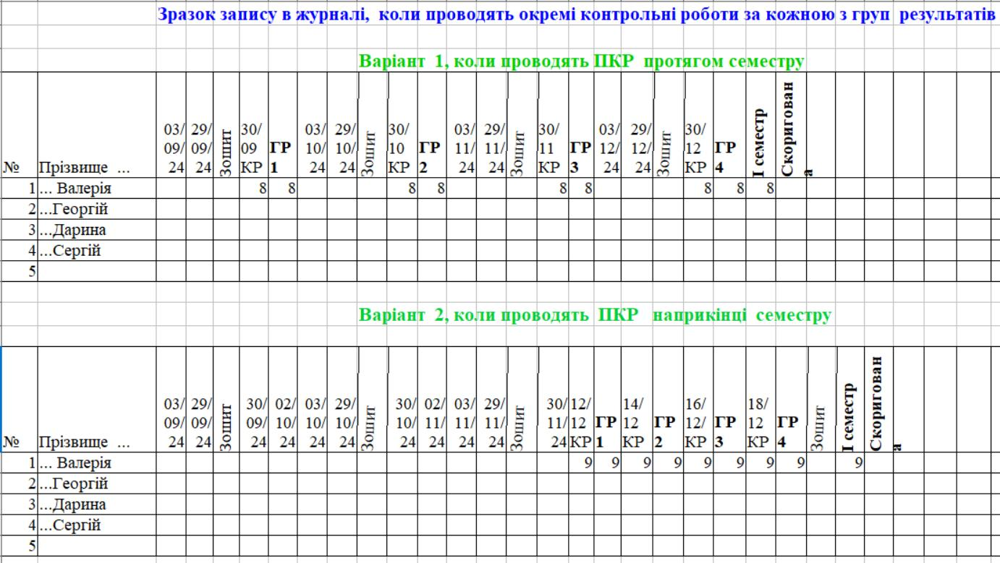 Зразок запису в журналі, коли проводять окремі контрольні роботи за кожною з груп результатів
Варіант 1, коли проводять ПКР протягом семестру
№ Прізвище ... 03/09/24 29/09/24 Зошит 30/09 КР ГР 1 03/10/24 29/10/24 Зошит 30/10 КР ГР 2 03/11/24 29/11/24 Зошит 30/11 КР ГР 3 03/12/24 29/12/24 Зошит 30/12 КР ГР 4 І семестр Скоригована
1 ... Валерія 8 8 8 8 8 8 8 8 8
2 ...Георгій
3 ...Дарина
4 ...Сергій
5
Варіант 2, коли проводять ПКР наприкінці семестру
№ Прізвище ... 03/09/24 29/09/24 Зошит 30/09/24 02/10/24 03/10/24 29/10/24 Зошит 30/10/24 02/11/24 03/11/24 29/11/24 Зошит 30/11/24 12/12 КР ГР 1 14/12 КР ГР 2 16/12/ КР ГР 3 18/12 КР ГР 4 Зошит І семестр Скоригована
1 ... Валерія 9 9 9 9 9 9 9 9 9
2 ...Георгій
3 ...Дарина
4 ...Сергій
5